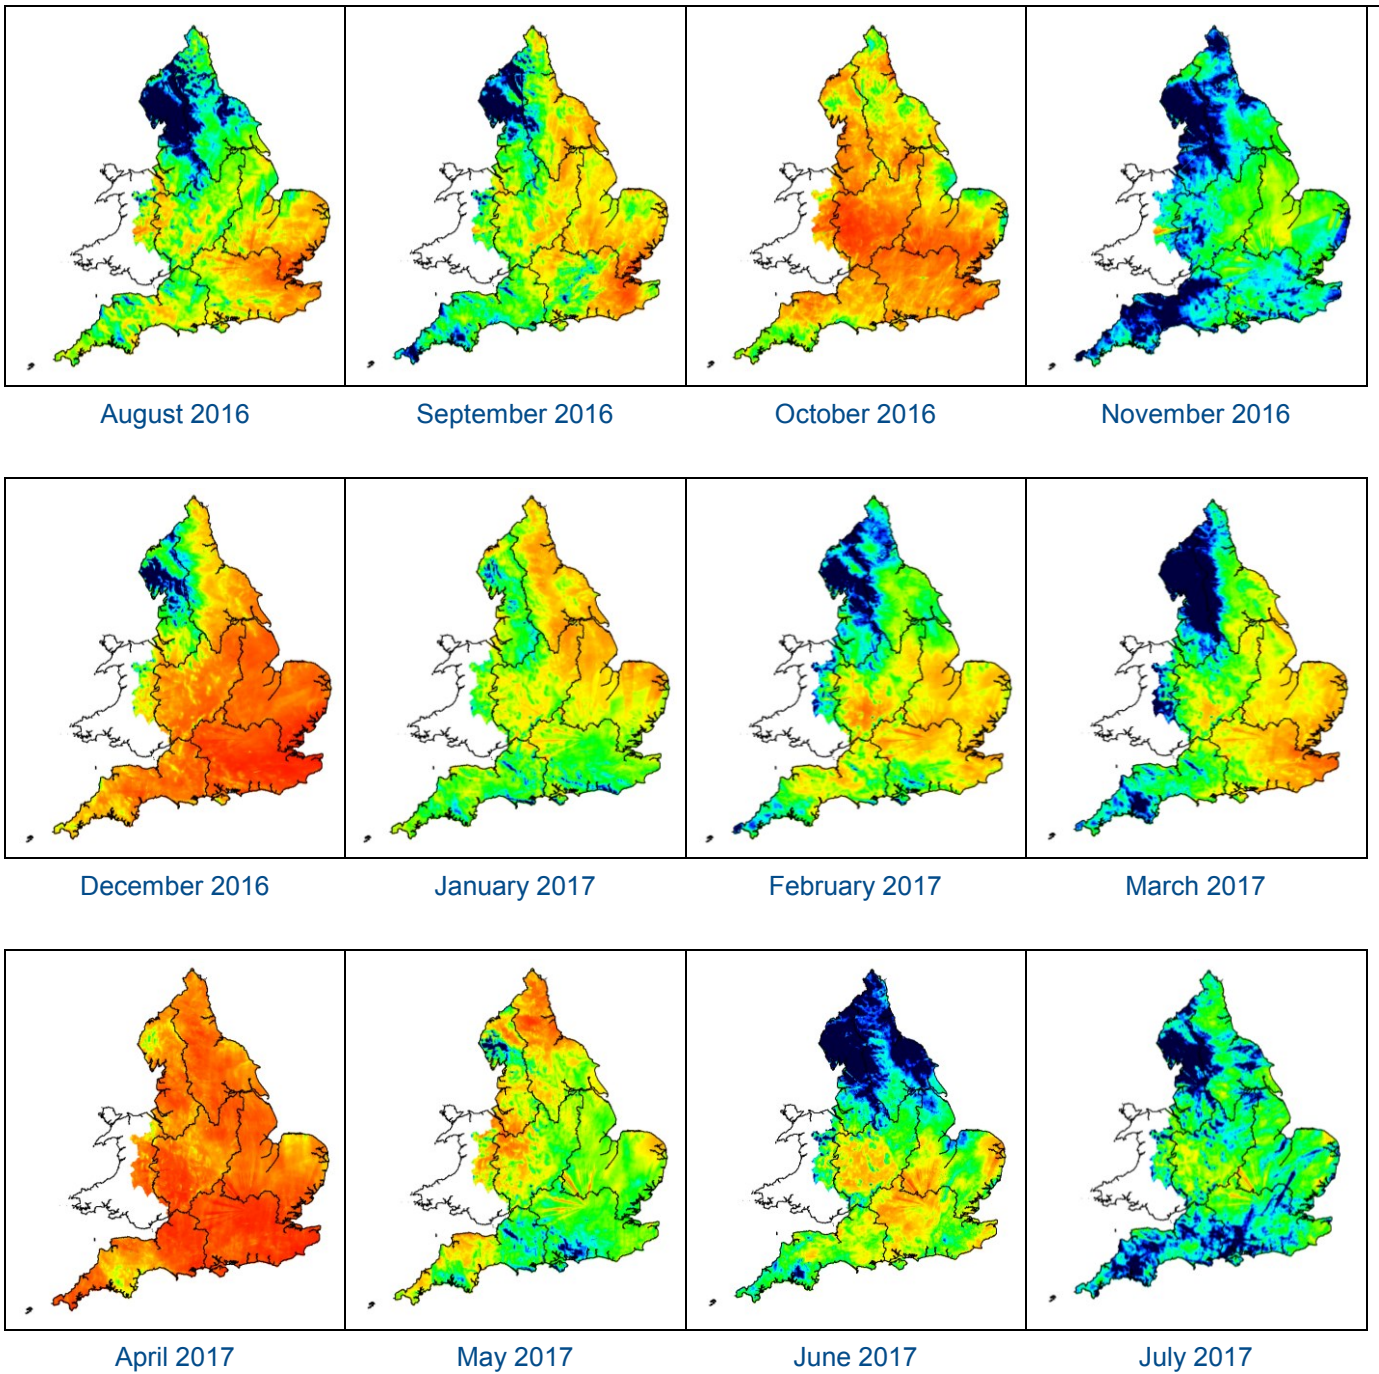 August 2016
September 2016
October 2016
November 2016
December 2016
January 2017
February 2017
March 2017
April 2017
May 2017
June 2017
July 2017